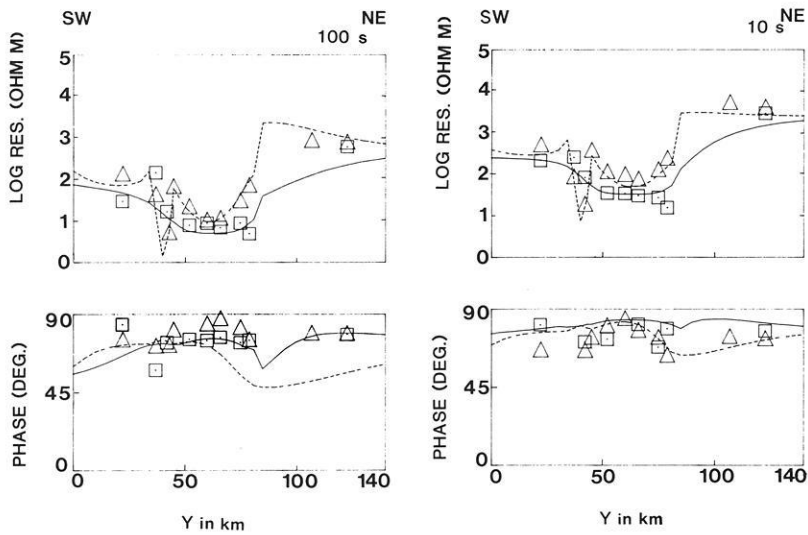 SW NE
100 s
LOG RES. (OHM M)
5
4
3
2
1
0
PHASE (DEG.)
90
45
0
0 50 100 140
Y in km
SW NE
10 s
LOG RES. (OHM M)
5
4
3
2
1
0
PHASE (DEG.)
90
45
0
0 50 100 140
Y in km